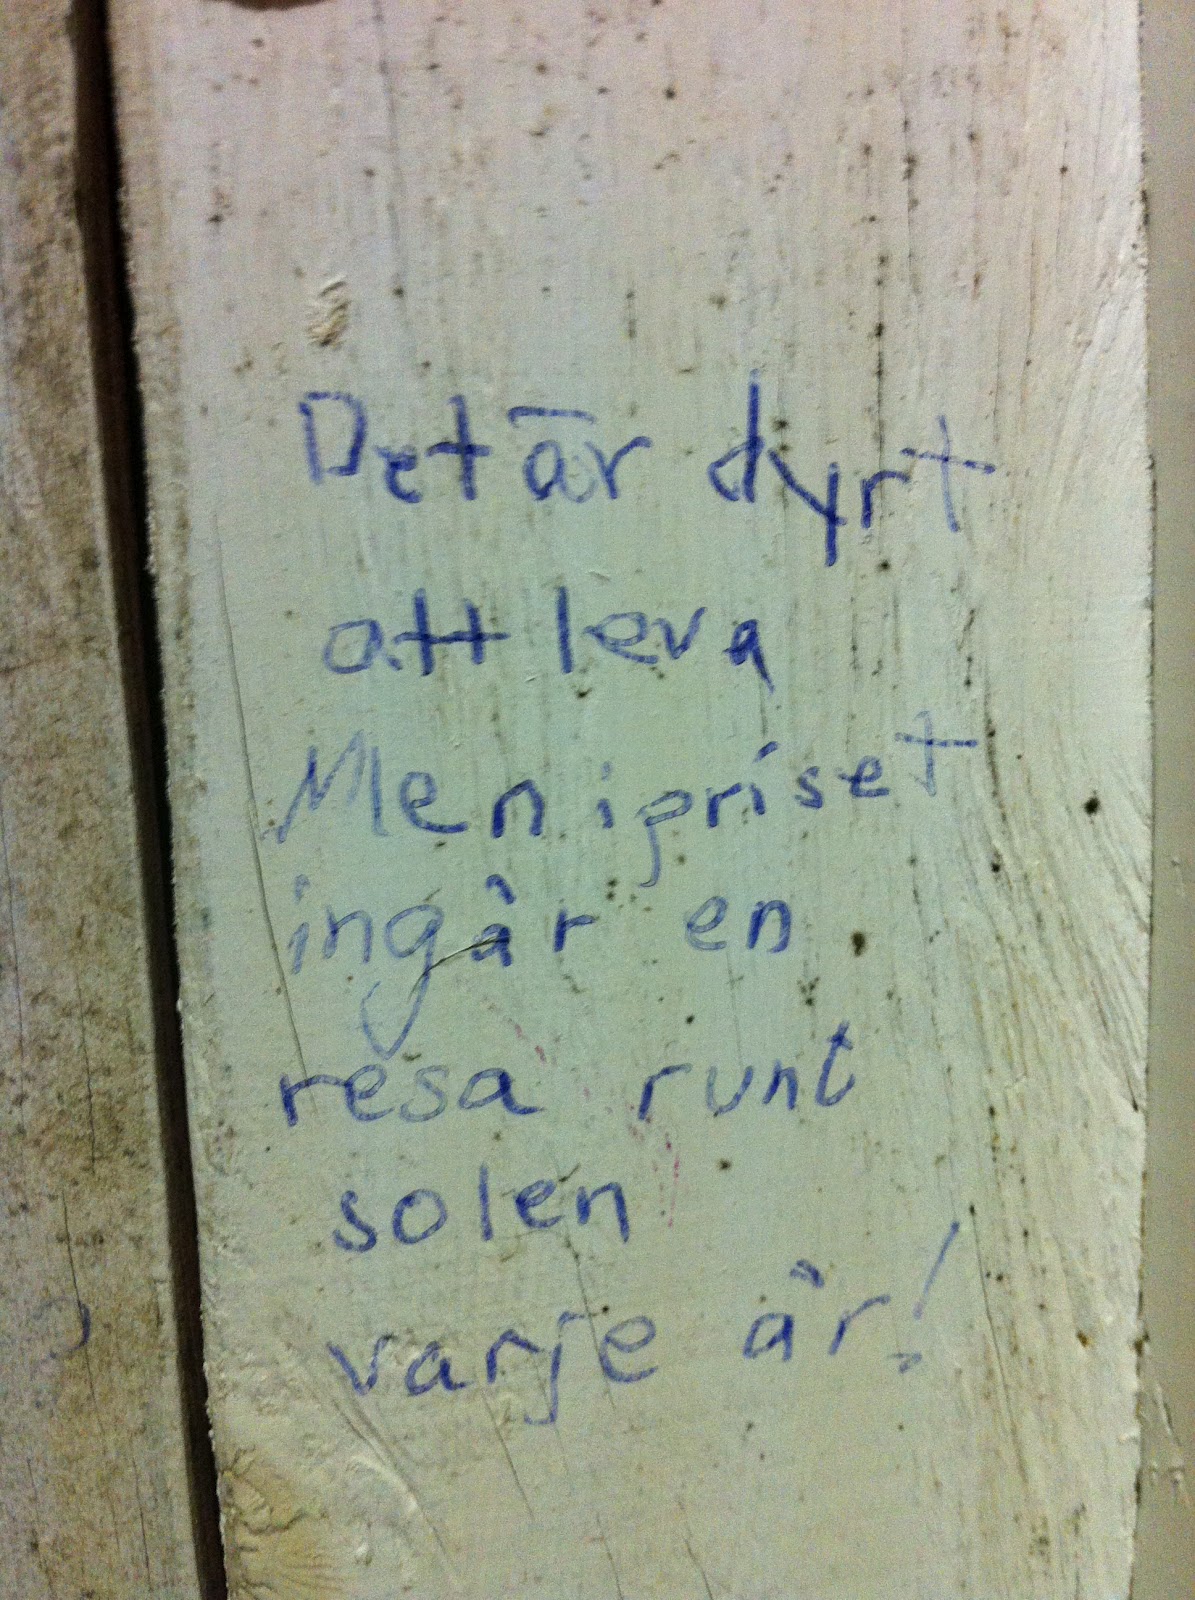 Det är dyrt
att leva
Men i priset
ingår en
resa runt
solen
varje år!